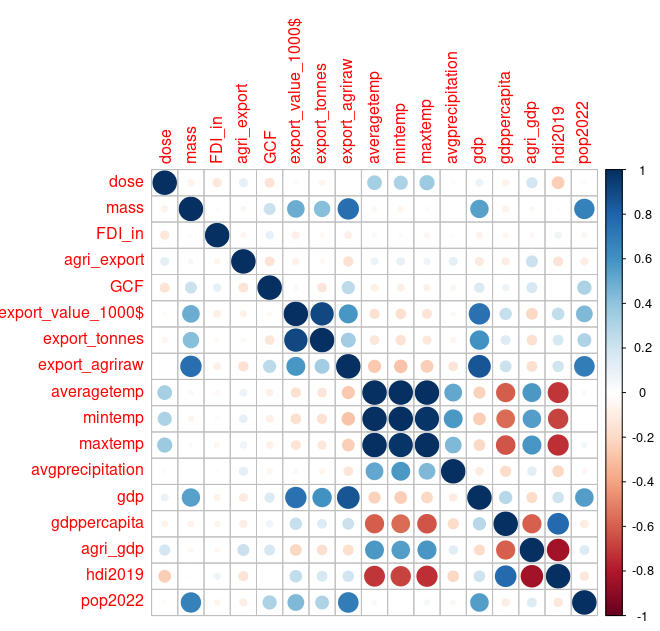 dose
mass
FDI_in
agri_export
GCF
export_value_1000$
export_tonnes
export_agriraw
averagetemp
mintemp
maxtemp
avgprecipitation
gdp
gdppercapita
agri_gdp
hdi2019
pop2022
dose
mass
FDI_in
agri_export
GCF
export_value_1000$
export_tonnes
export_agriraw
averagetemp
mintemp
maxtemp
avgprecipitation
gdp
gdppercapita
agri_gdp
hdi2019
pop2022
1
0.8
0.6
0.4
0.2
0
-0.2
-0.4
-0.6
-0.8
-1